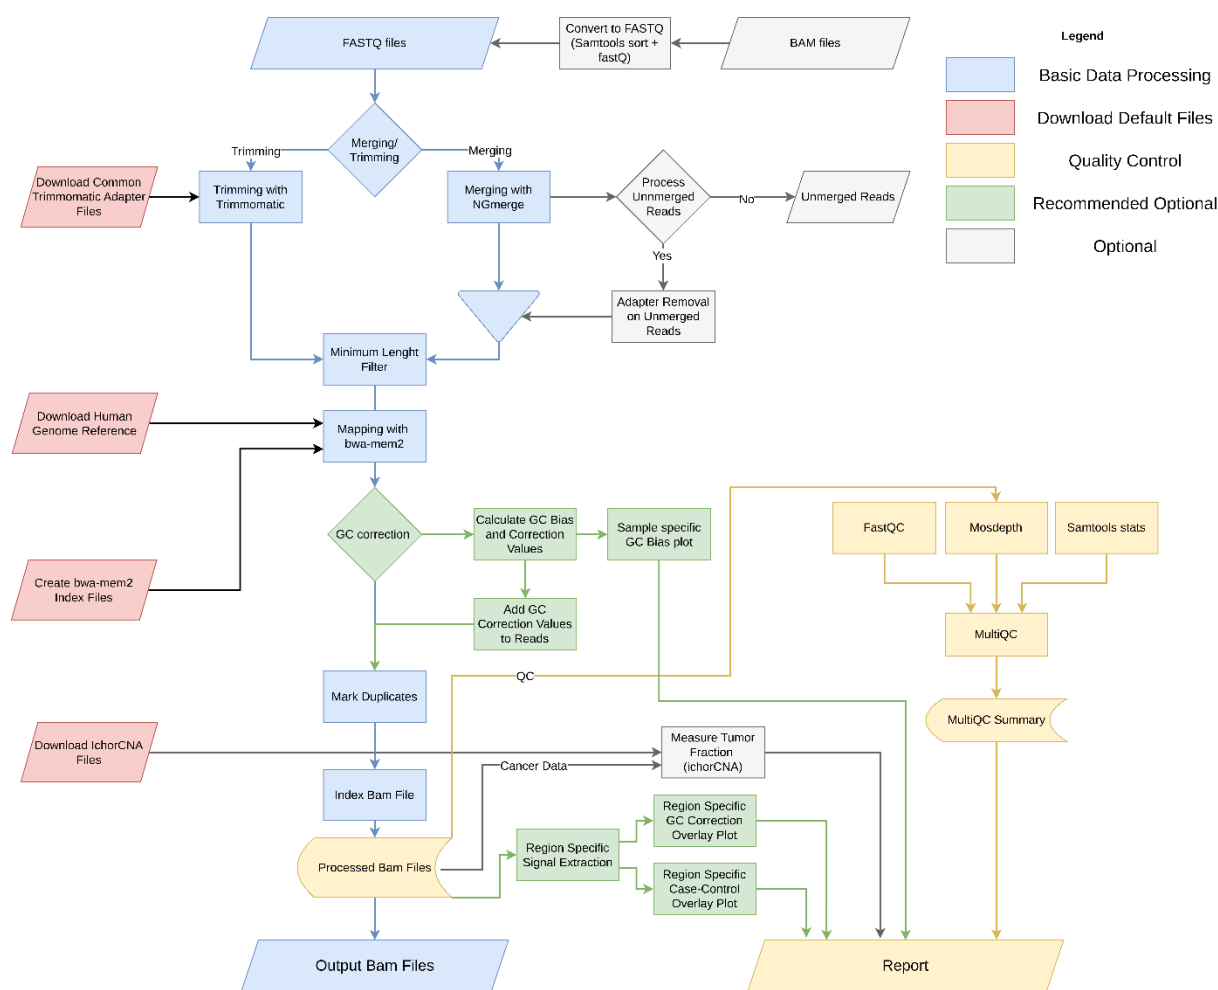 FASTQ files
Convert to FASTQ
(Samtools sort +
fastQ)
BAM files
Legend
Basic Data Processing
Download Default Files
Quality Control
Recommended Optional
Optional
Merging/
Trimming
Trimming
Merging
Download Common
Trimmomatic Adapter
Files
Trimming with
Trimmomatic
Merging with
NGmerge
Process
Unnmerged
Reads
No
Unmerged Reads
Yes
Adapter Removal
on Unmerged
Reads
Minimum Lenght
Filter
Download Human
Genome Reference
Mapping with
bwa-mem2
GC correction
Calculate GC Bias
and Correction
Values
Sample specific
GC Bias plot
FastQC
Mosdepth
Samtools stats
Create bwa-mem2
Index Files
Add GC
Correction Values
to Reads
MultiQC
Mark Duplicates
QC
MultiQC Summary
Download IchorCNA
Files
Measure Tumor
Fraction
(ichorCNA)
Cancer Data
Index Bam File
Region Specific
GC Correction
Overlay Plot
Processed Bam Files
Region Specific
Signal Extraction
Region Specific
Case-Control
Overlay Plot
Output Bam Files
Report